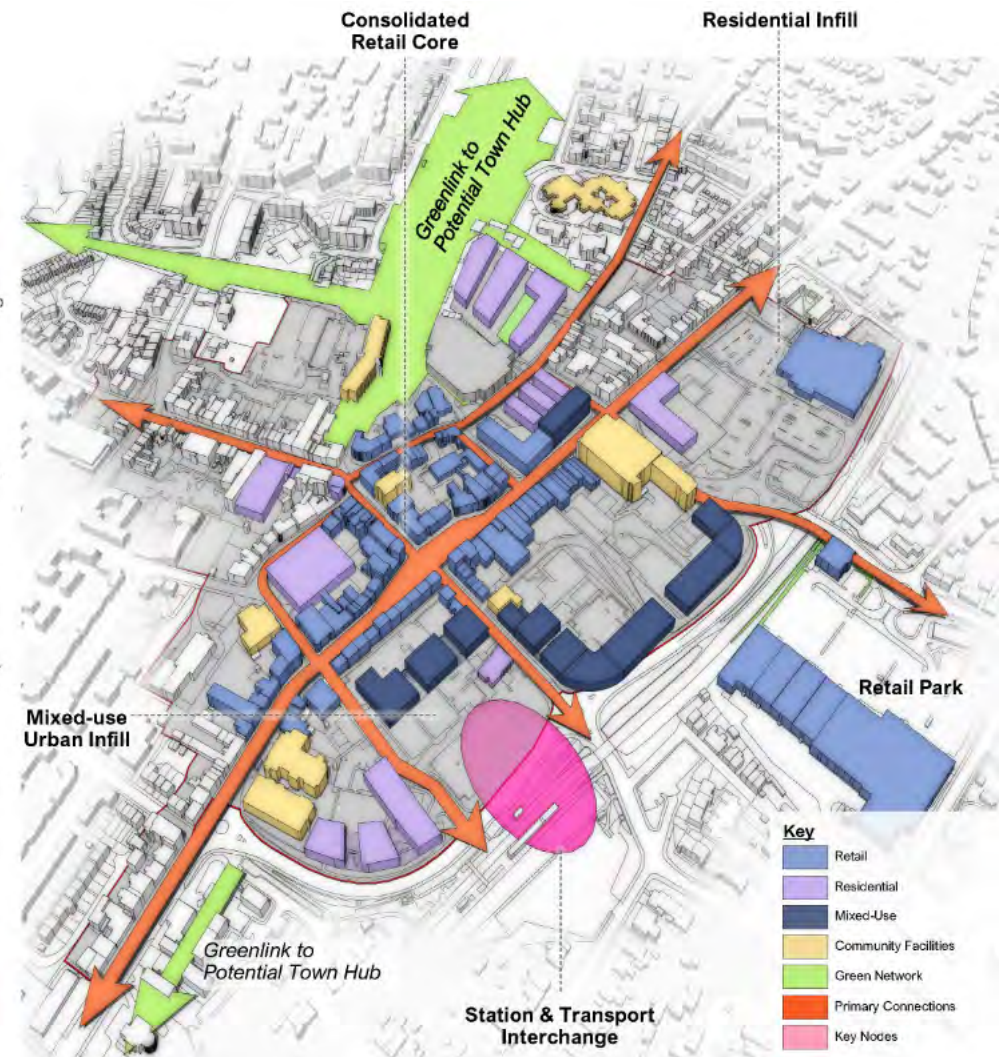 Consolidated
Retail Core
Residential Infill
Greenlink to
Potential Town Hub
Mixed-use
Urban Infill
Retail Park
Greenlink to
Potential Town Hub
Station & Transport
Interchange
Key
Retail
Residential
Mixed-Use
Community Facilities
Green Network
Primary Connections
Key Nodes